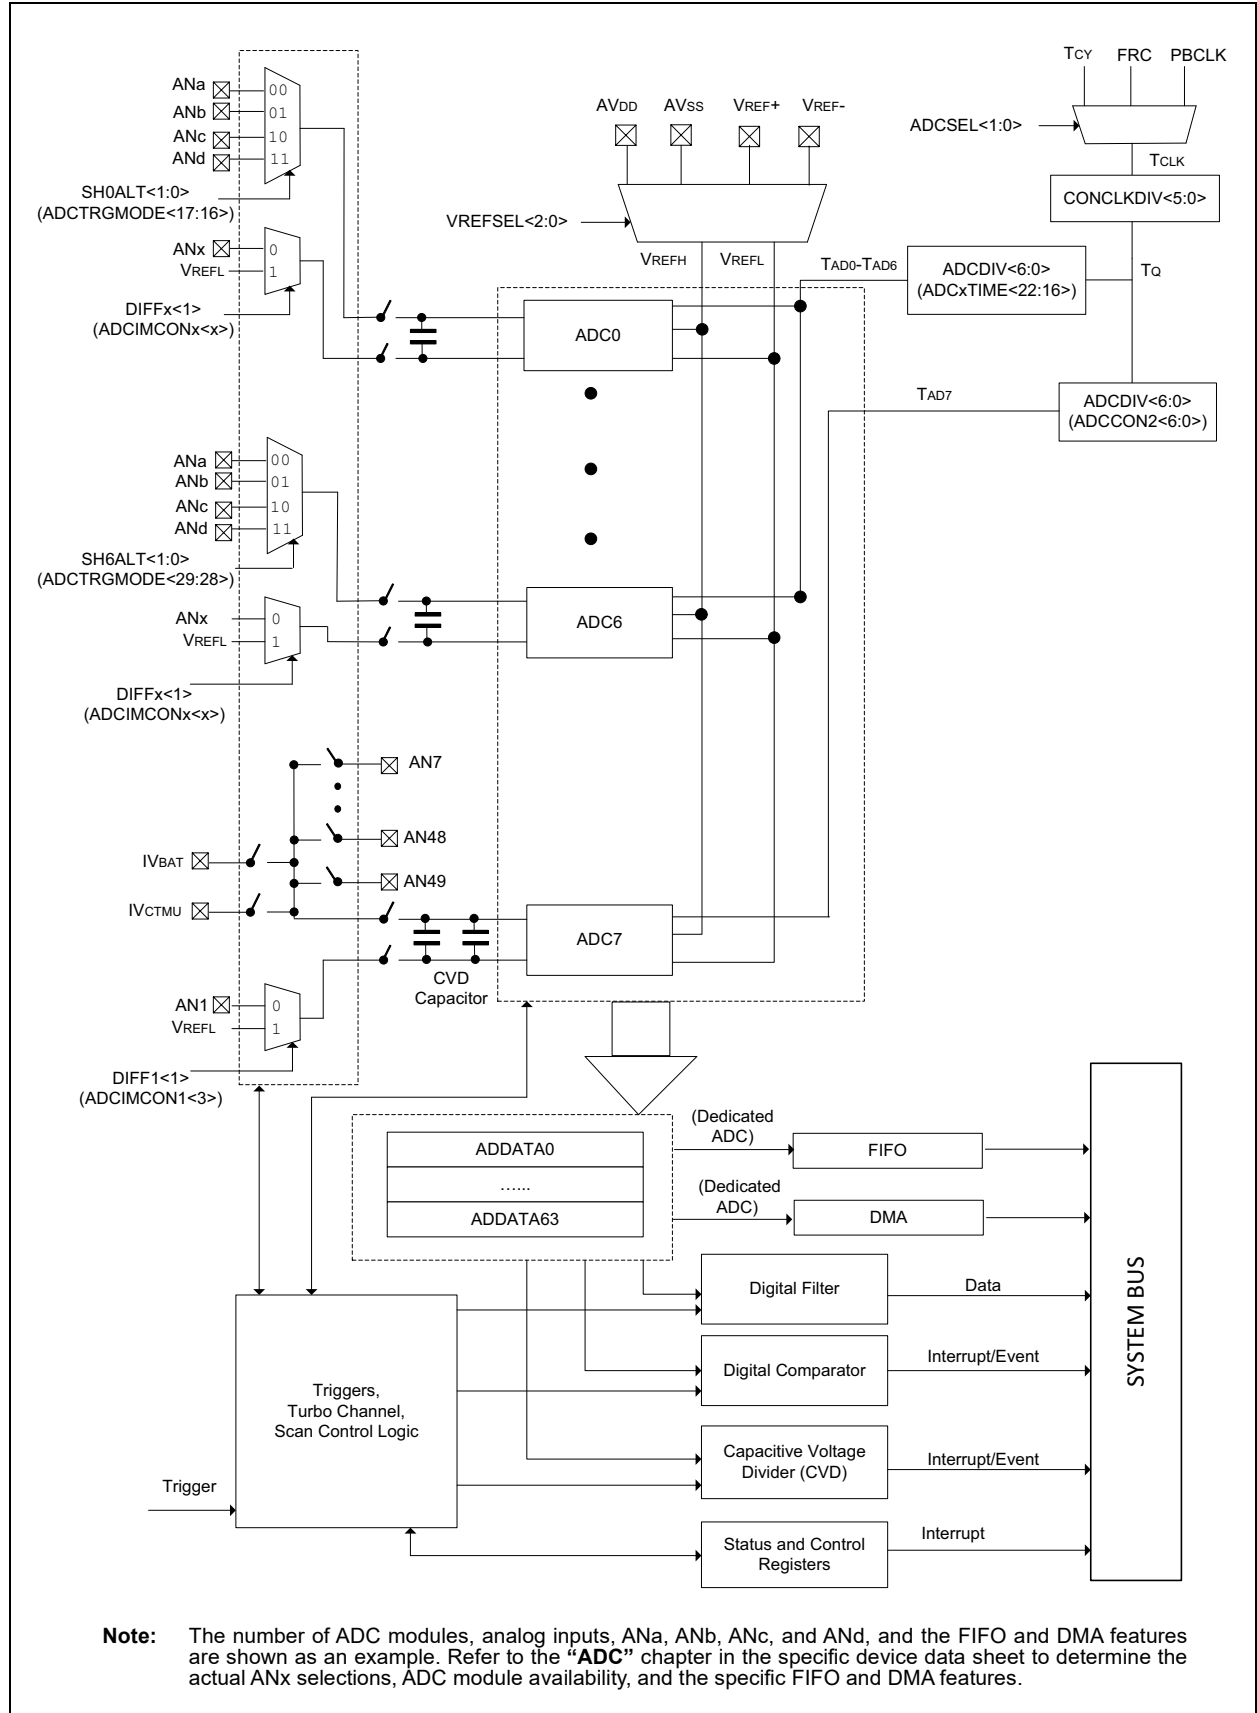 TCY FRC PBCLK
ADCSEL<1:0>
TCLK
CONCLKDIV<5:0>
TQ
AVDD AVSS VREF+ VREF-
VREFSEL<2:0>
VREFH VREFL
TAD0-TAD6
ADCDIV<6:0>
(ADCxTIME<22:16>)
TAD7
ADCDIV<6:0>
(ADCCON2<6:0>)
ANa 00
ANb 01
ANc 10
ANd 11
SH0ALT<1:0>
(ADCTRGMODE<17:16>)
ANx 0
VREFL 1
DIFFx<1>
(ADCIMCONx<x>)
ADC0
ANa 00
ANb 01
ANc 10
ANd 11
SH6ALT<1:0>
(ADCTRGMODE<29:28>)
ANx 0
VREFL 1
DIFFx<1>
(ADCIMCONx<x>)
ADC6
AN7
AN48
IVBAT
AN49
IVCTMU
ADC7
CVD
Capacitor
AN1 0
VREFL 1
DIFF1<1>
(ADCIMCON1<3>)
ADDATA0
…...
ADDATA63
(Dedicated
ADC)
FIFO
(Dedicated
ADC)
DMA
Digital Filter
Data
Digital Comparator
Interrupt/Event
Capacitive Voltage
Divider (CVD)
Interrupt/Event
Status and Control
Registers
Interrupt
SYSTEM BUS
Triggers,
Turbo Channel,
Scan Control Logic
Trigger
Note: The number of ADC modules, analog inputs, ANa, ANb, ANc, and ANd, and the FIFO and DMA features
are shown as an example. Refer to the “ADC” chapter in the specific device data sheet to determine the
actual ANx selections, ADC module availability, and the specific FIFO and DMA features.